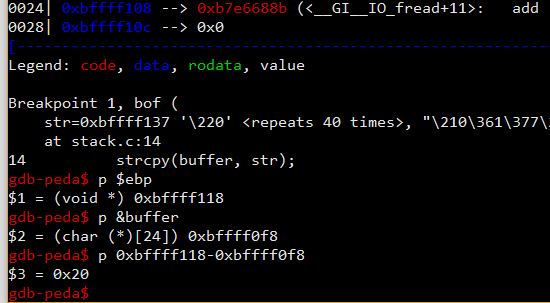 0024| 0xbffff108 --> 0xb7e6688b (<__GI__IO_fread+11>: add
0028| 0xbffff10c --> 0x0
[------------------------------------------------------------------
Legend: code, data, rodata, value
Breakpoint 1, bof (
str=0xbffff137 '\220' <repeats 40 times>, "\210\361\377\
at stack.c:14
14 strcpy(buffer, str);
gdb-peda$ p $ebp
$1 = (void *) 0xbffff118
gdb-peda$ p &buffer
$2 = (char (*)[24]) 0xbffff0f8
gdb-peda$ p 0xbffff118-0xbffff0f8
$3 = 0x20
gdb-peda$